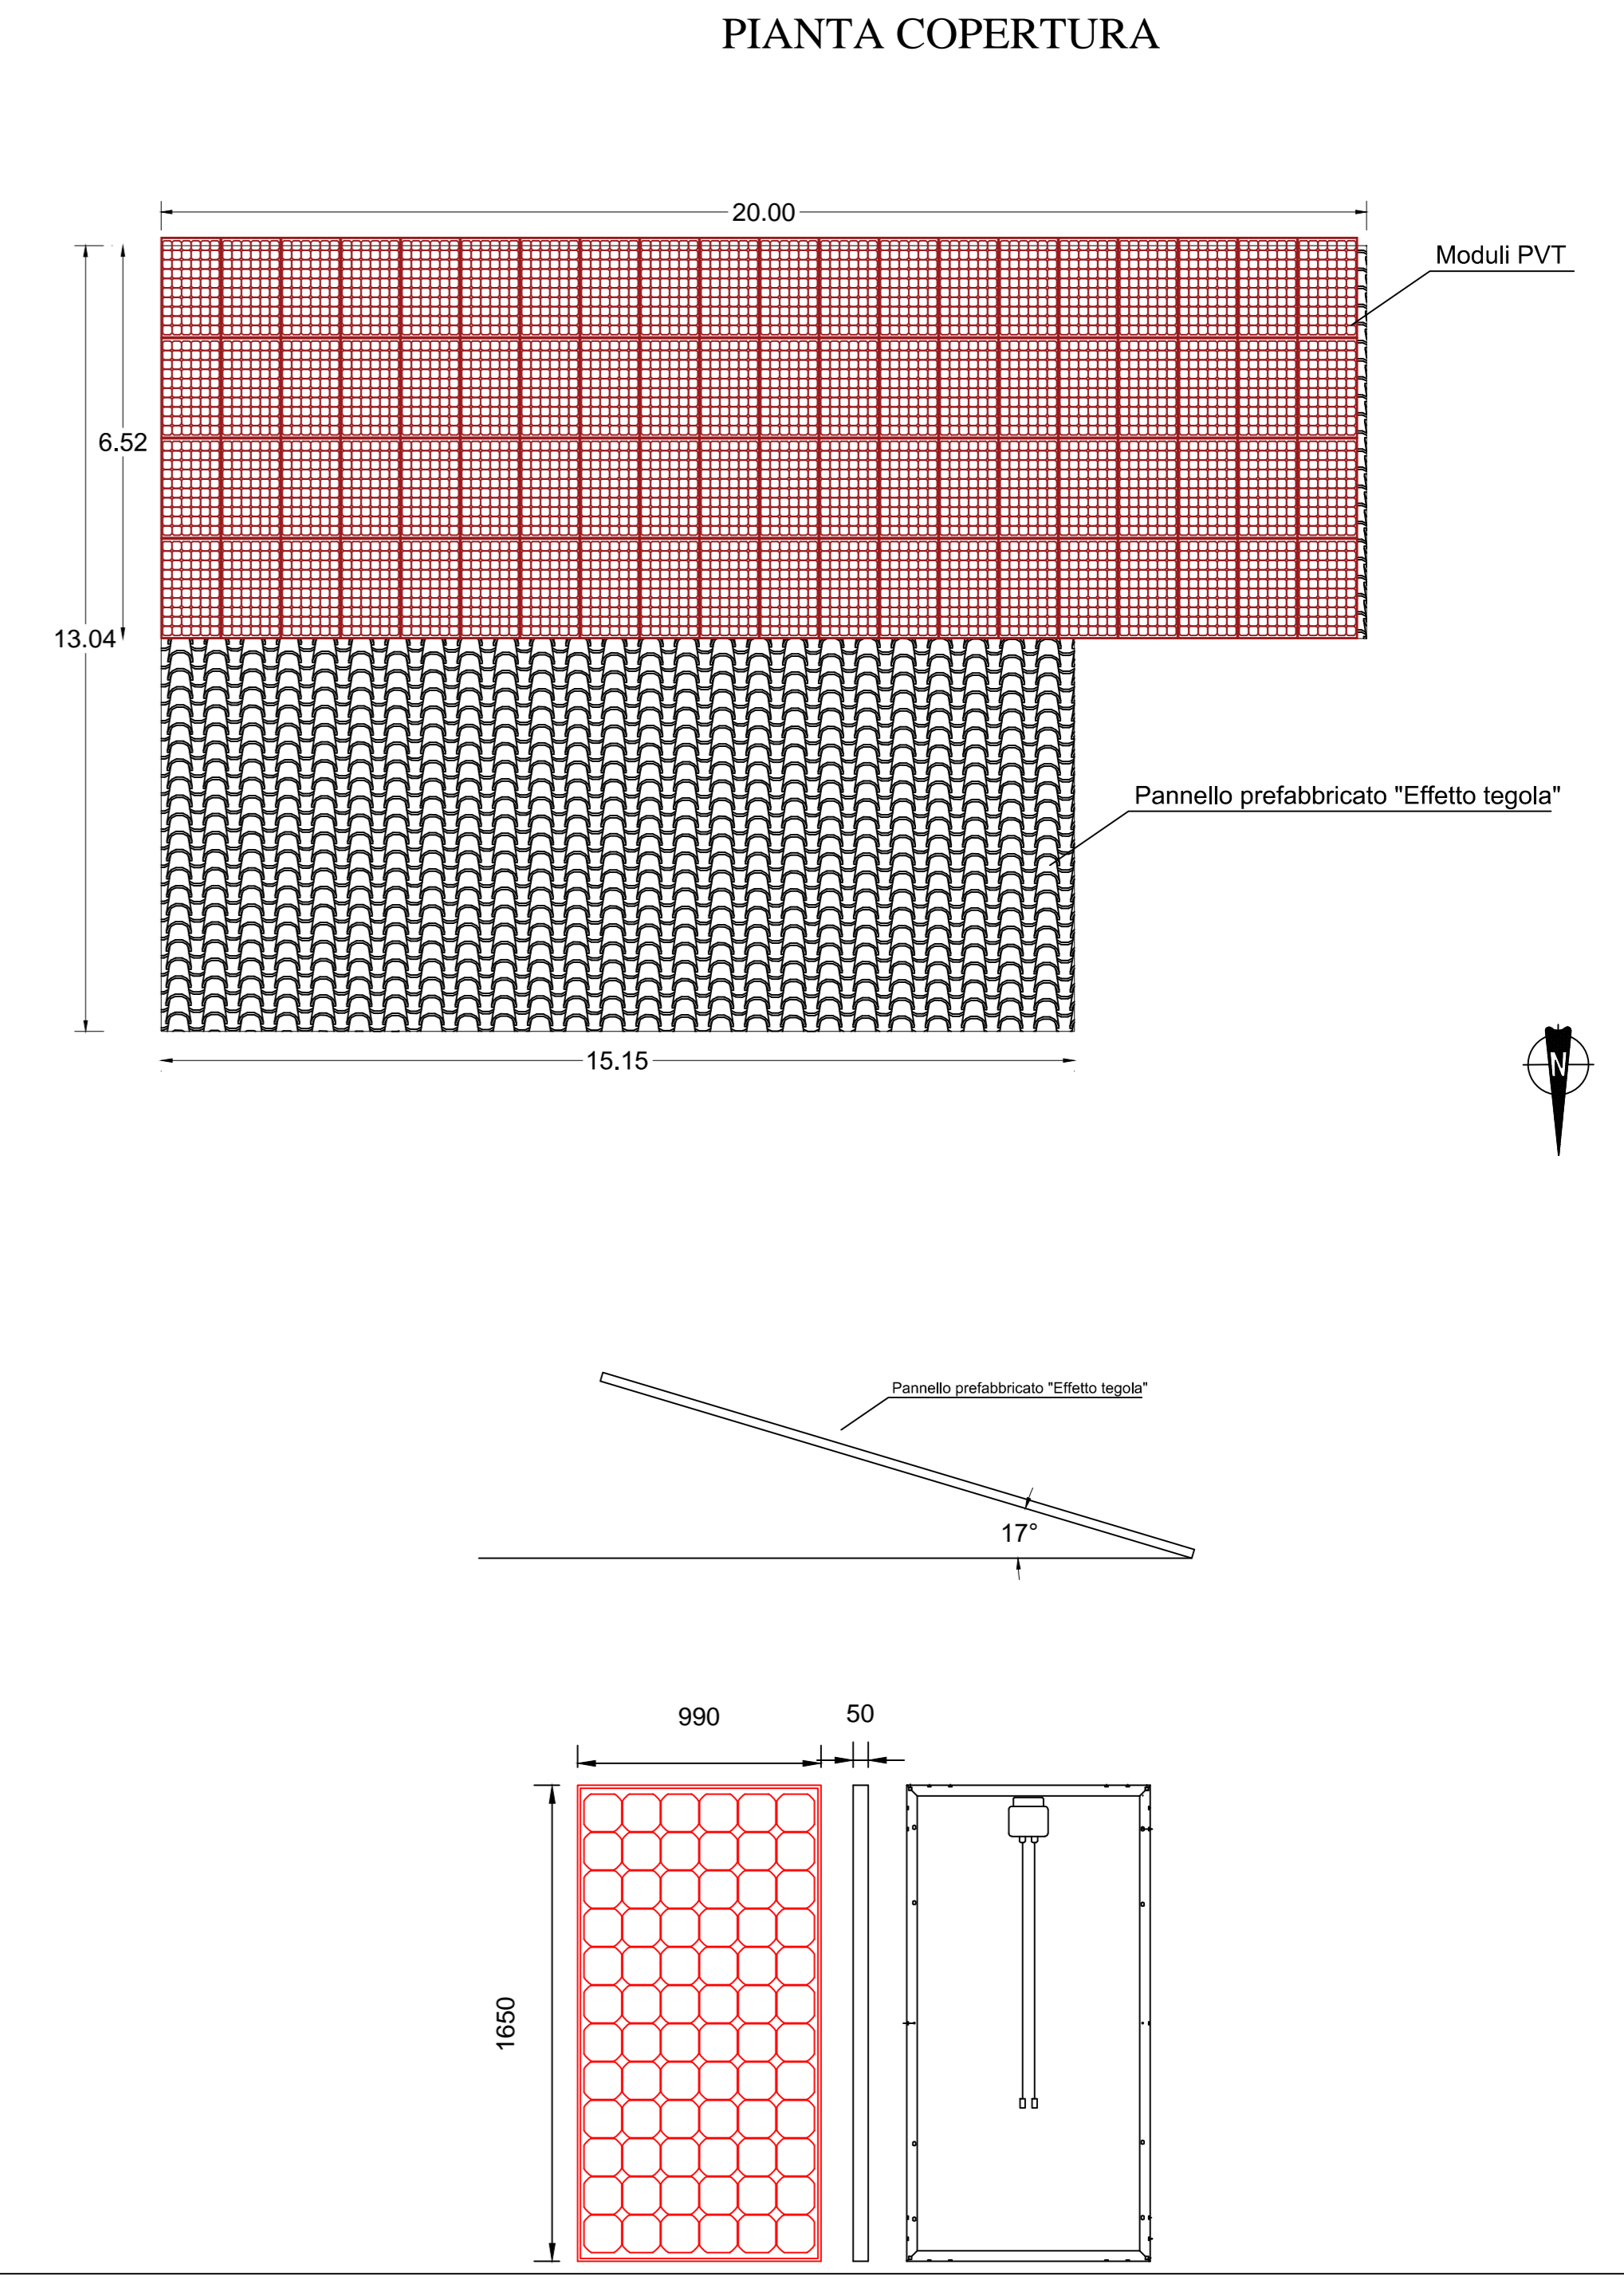 PIANTA COPERTURA
20.00
Moduli PVT
6.52
13.04
Pannello prefabbricato "Effetto tegola"
15.15
N
Pannello prefabbricato "Effetto tegola"
17°
990
50
1650